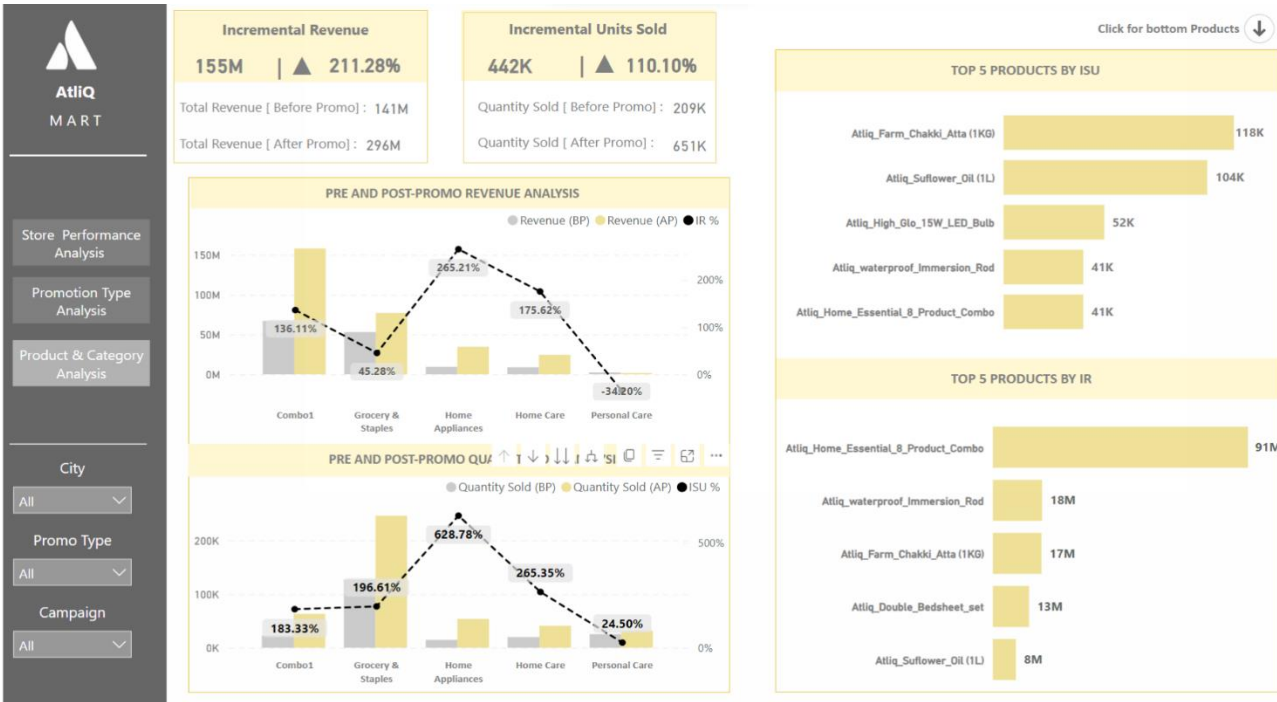 AtliQ
MART
Store Performance
Analysis
Promotion Type
Analysis
Product & Category
Analysis
City
All
Promo Type
All
Campaign
All
Incremental Revenue
155M | ▲ 211.28%
Total Revenue [ Before Promo] : 141M
Total Revenue [ After Promo] : 296M
Incremental Units Sold
442K | ▲ 110.10%
Quantity Sold [ Before Promo] : 209K
Quantity Sold [ After Promo] : 651K
PRE AND POST-PROMO REVENUE ANALYSIS
Revenue (BP) Revenue (AP) IR %
150M
100M
50M
0M
200%
100%
0%
136.11%
45.28%
265.21%
175.62%
-34.20%
Combo1
Grocery &
Staples
Home
Appliances
Home Care
Personal Care
PRE AND POST-PROMO
Quantity Sold (BP) Quantity Sold (AP) ISU %
200K
100K
0K
500%
0%
183.33%
196.61%
628.78%
265.35%
24.50%
Combo1
Grocery &
Staples
Home
Appliances
Home Care
Personal Care
Click for bottom Products
TOP 5 PRODUCTS BY ISU
Atliq_Farm_Chakki_Atta (1KG) 118K
Atliq_Suflower_Oil (1L) 104K
Atliq_High_Glo_15W_LED_Bulb 52K
Atliq_waterproof_Immersion_Rod 41K
Atliq_Home_Essential_8_Product_Combo 41K
TOP 5 PRODUCTS BY IR
Atliq_Home_Essential_8_Product_Combo 91M
Atliq_waterproof_Immersion_Rod 18M
Atliq_Farm_Chakki_Atta (1KG) 17M
Atliq_Double_Bedsheet_set 13M
Atliq_Suflower_Oil (1L) 8M